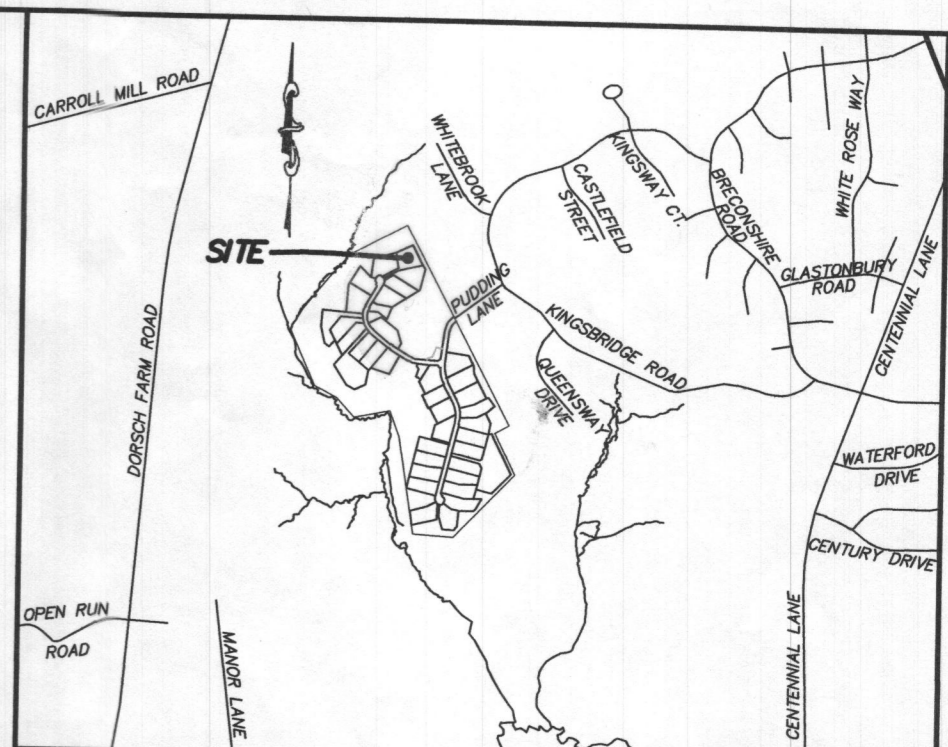 CARROLL MILL ROAD
WHITEBROOK
LANE
KINGSWAY CT.
CASTLEFIELD
STREET
BRECONSHIRE
ROAD
WHITE ROSE WAY
SITE
PUDDING
LANE
GLASTONBURY
ROAD
CENTENNIAL LANE
KINGSBRIDGE ROAD
QUEENSWAY
DRIVE
DORSCH FARM ROAD
WATERFORD
DRIVE
CENTURY DRIVE
OPEN RUN
ROAD
MANOR LANE
CENTENNIAL LANE